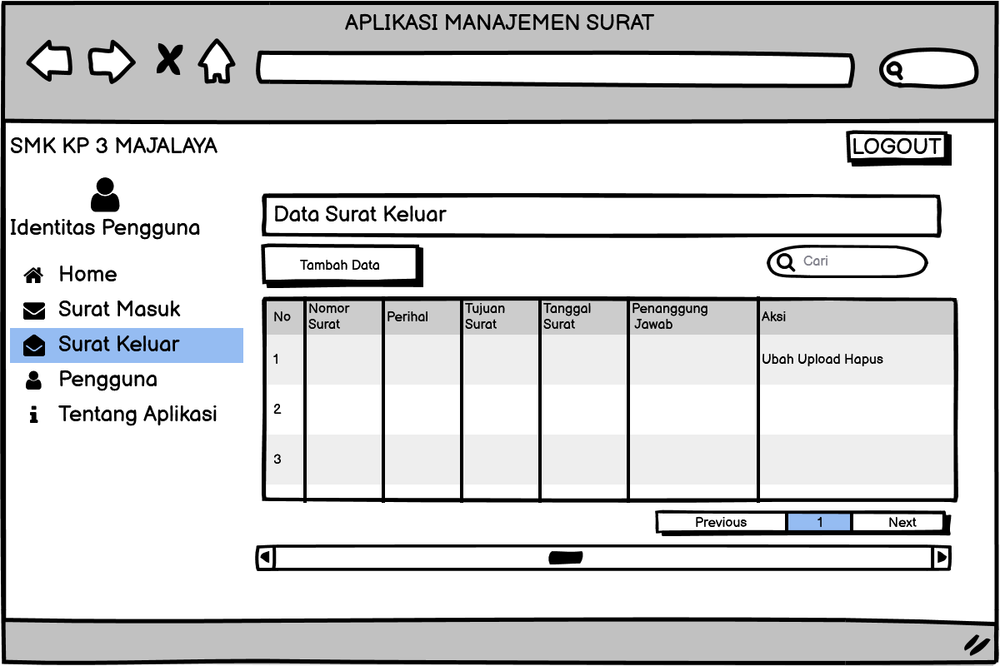 APLIKASI MANAJEMEN SURAT
SMK KP 3 MAJALAYA
LOGOUT
Identitas Pengguna
Home
Surat Masuk
Surat Keluar
Pengguna
Tentang Aplikasi
Data Surat Keluar
Tambah Data
Cari
No
Nomor
Surat
Perihal
Tujuan
Surat
Tanggal
Surat
Penanggung
Jawab
Aksi
1
Ubah Upload Hapus
2
3
Previous
1
Next